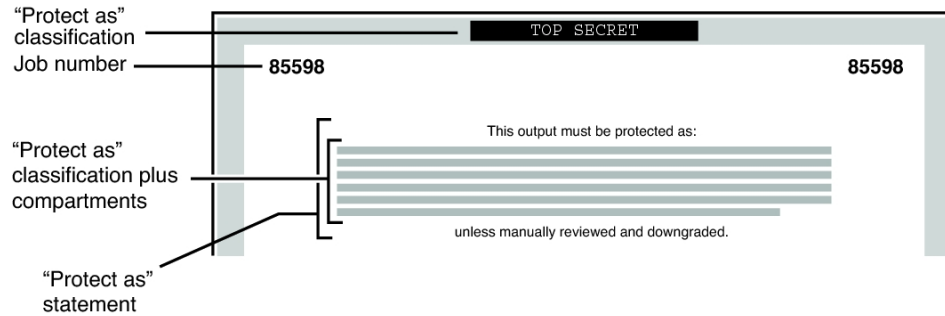 “Protect as”
classification
TOP SECRET
Job number
85598
85598
This output must be protected as:
“Protect as”
classification plus
compartments
unless manually reviewed and downgraded.
“Protect as”
statement